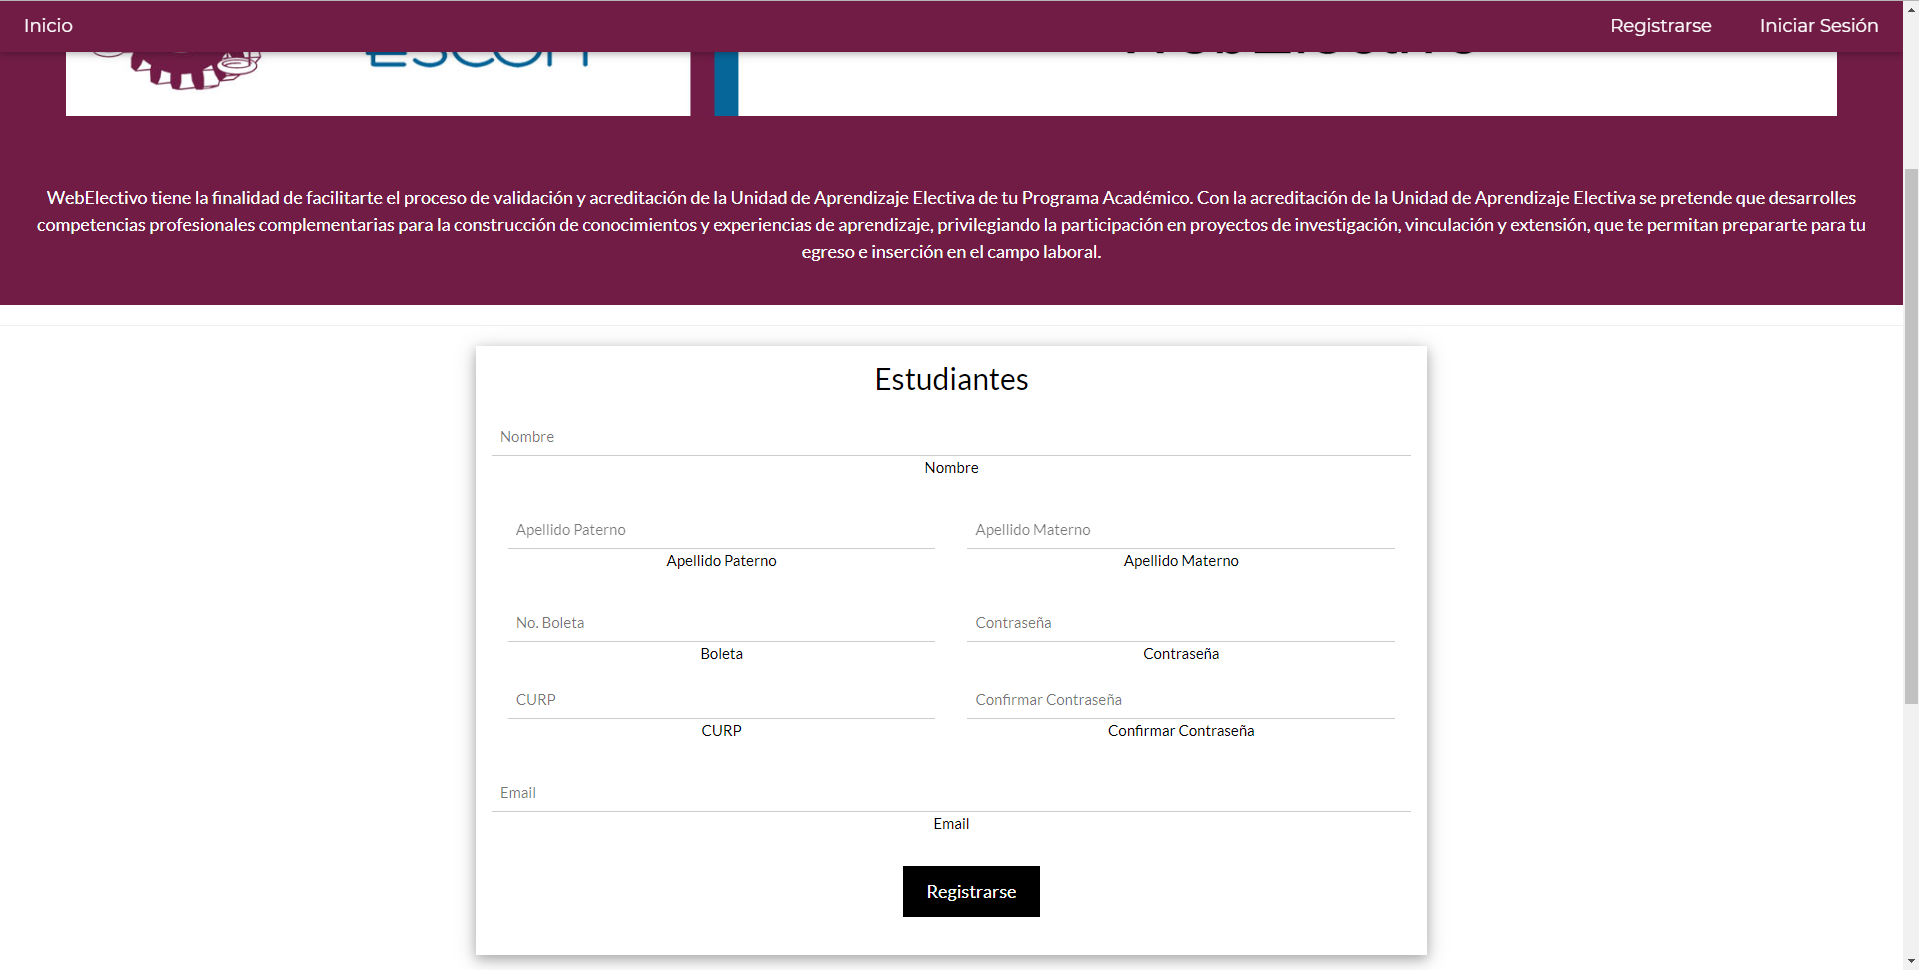 Inicio
Registrarse
Iniciar Sesión
ESCOM
WebElectivo
WebElectivo tiene la finalidad de facilitarte el proceso de validación y acreditación de la Unidad de Aprendizaje Electiva de tu Programa Académico. Con la acreditación de la Unidad de Aprendizaje Electiva se pretende que desarrolles
competencias profesionales complementarias para la construcción de conocimientos y experiencias de aprendizaje, privilegiando la participación en proyectos de investigación, vinculación y extensión, que te permitan prepararte para tu
egreso e inserción en el campo laboral.
Estudiantes
Nombre
Nombre
Apellido Paterno
Apellido Materno
Apellido Paterno
Apellido Materno
No. Boleta
Contraseña
Boleta
Contraseña
CURP
Confirmar Contraseña
CURP
Confirmar Contraseña
Email
Email
Registrarse